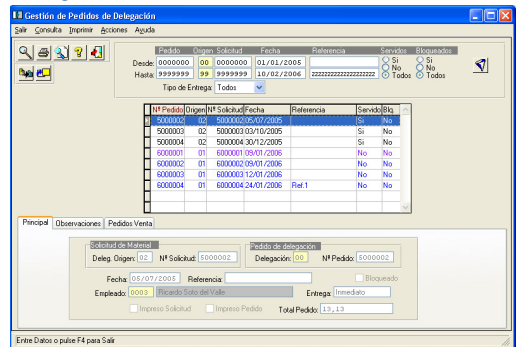 Gestión de Pedidos de Delegación
Salir Consulta Imprimir Acciones Ayuda
Pedido Origen Solicitud Fecha Referencia Servidos Bloqueados
Desde: 0000000 00 0000000 01/01/2005 Si Si
No No
Hasta: 9999999 99 9999999 10/02/2006 zzzzzzzzzzzzzzzzzzzz Todos Todos
Tipo de Entrega: Todos
Nº Pedido Origen Nº Solicitud Fecha Referencia Servido Blq.
5000002 02 5000002 05/07/2005 Si No
5000003 02 5000003 03/10/2005 Si No
5000004 02 5000004 30/12/2005 Si No
6000001 01 6000001 09/01/2006 No No
6000002 01 6000002 09/01/2006 No No
6000003 01 6000003 12/01/2006 No No
6000004 01 6000004 24/01/2006 Ref.1 No No
Principal Observaciones Pedidos Venta
Solicitud de Material Pedido de delegación
Deleg. Origen: 02 Nº Solicitud: 5000002 Delegación: 00 Nº Pedido: 5000002
Fecha: 05/07/2005 Referencia: Bloqueado
Empleado: 0003 Ricardo Soto del Valle Entrega: Inmediato
Impreso Solicitud Impreso Pedido Total Pedido: 13,13
Entre Datos o pulse F4 para Salir